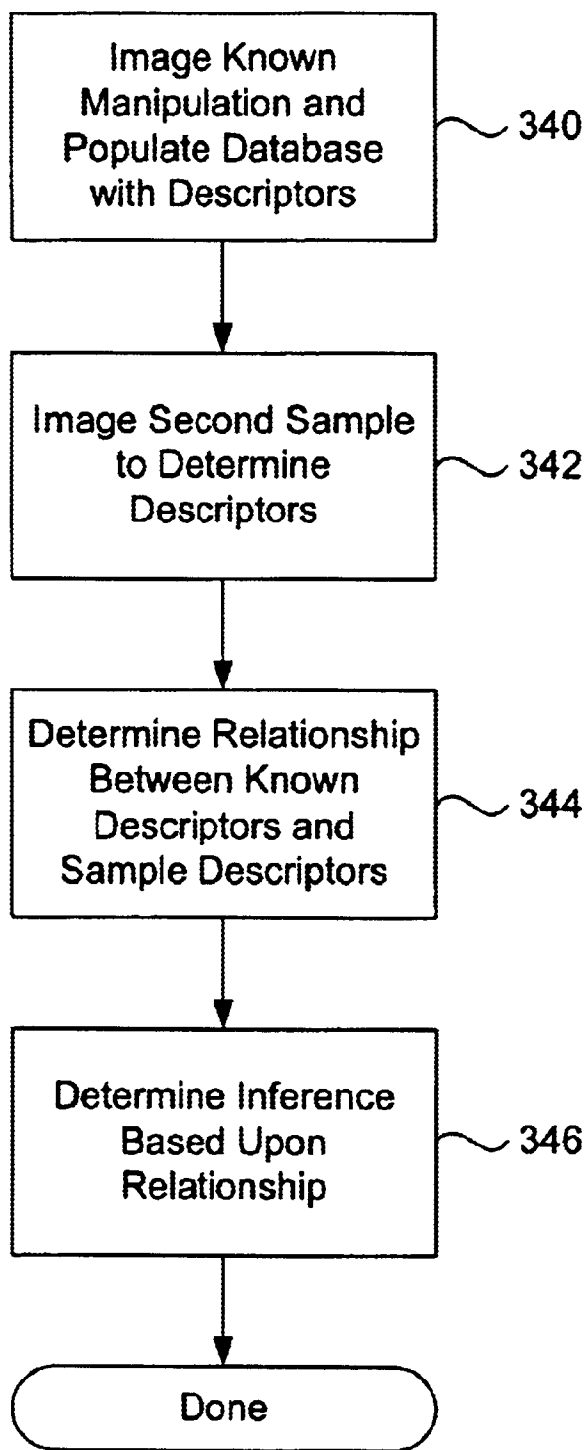 Image Known
Manipulation and
Populate Database
with Descriptors
340
Image Second Sample
to Determine
Descriptors
342
Determine Relationship
Between Known
Descriptors and
Sample Descriptors
344
Determine Inference
Based Upon
Relationship
346
Done